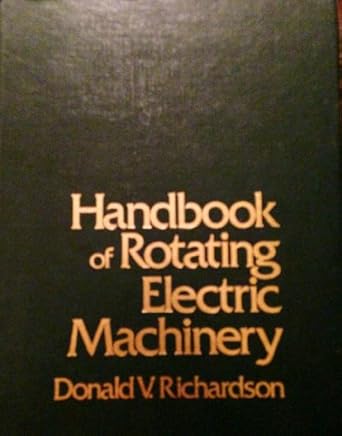 Handbook
of Rotating
Electric
Machinery
Donald V. Richardson